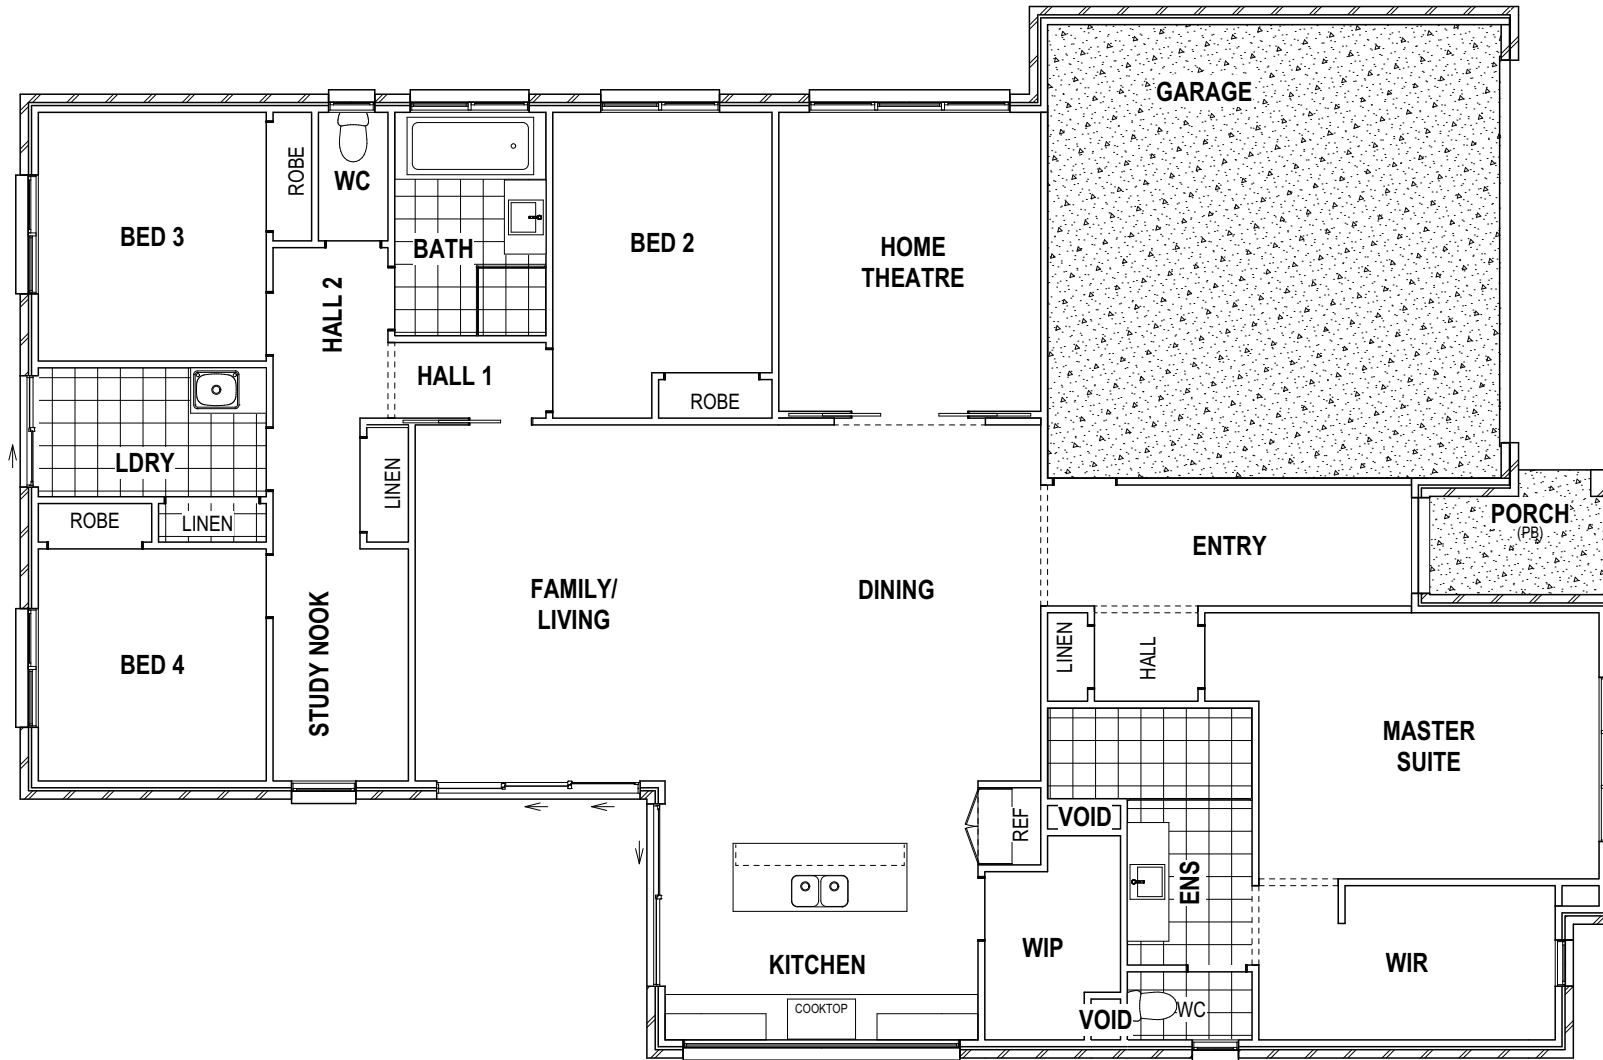 GARAGE
ROBE
WC
BED 3
BATH
BED 2
HOME
THEATRE
HALL 2
HALL 1
ROBE
LDRY
LINEN
ROBE
LINEN
PORCH
(PB)
ENTRY
FAMILY/
LIVING
DINING
STUDY NOOK
BED 4
LINEN
HALL
MASTER
SUITE
REF
VOID
ENS
WIP
KITCHEN
WIR
COOKTOP
VOID
WC